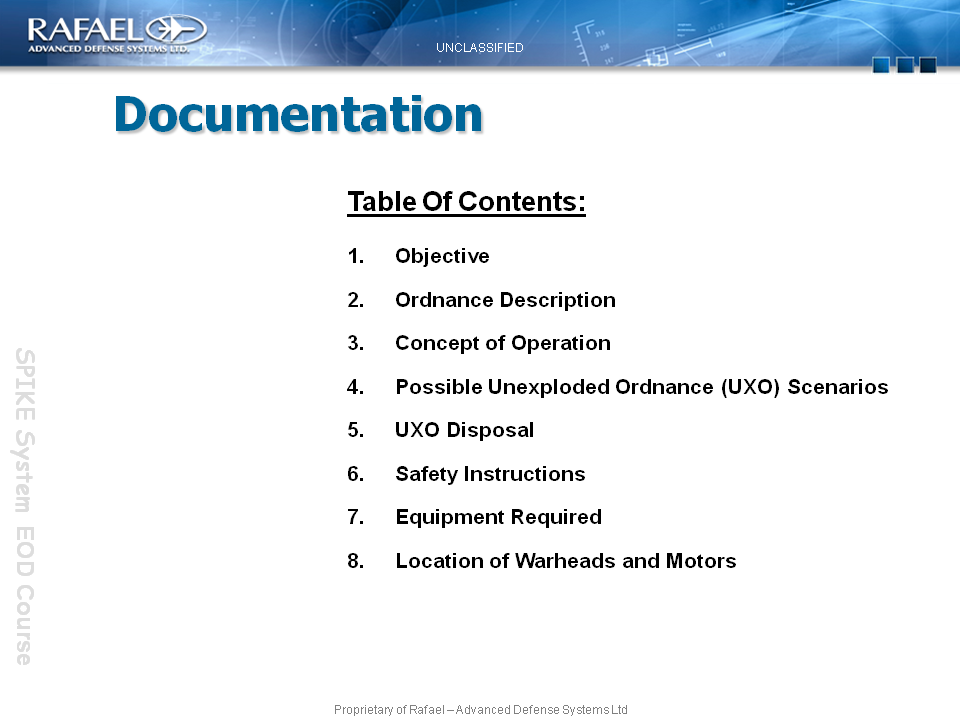 RAFAEL
ADVANCED DEFENSE SYSTEMS LTD.
UNCLASSIFIED
Documentation
Table Of Contents:
1. Objective
2. Ordnance Description
3. Concept of Operation
4. Possible Unexploded Ordnance (UXO) Scenarios
5. UXO Disposal
6. Safety Instructions
7. Equipment Required
8. Location of Warheads and Motors
SPIKE System EOD Course
Proprietary of Rafael – Advanced Defense Systems Ltd